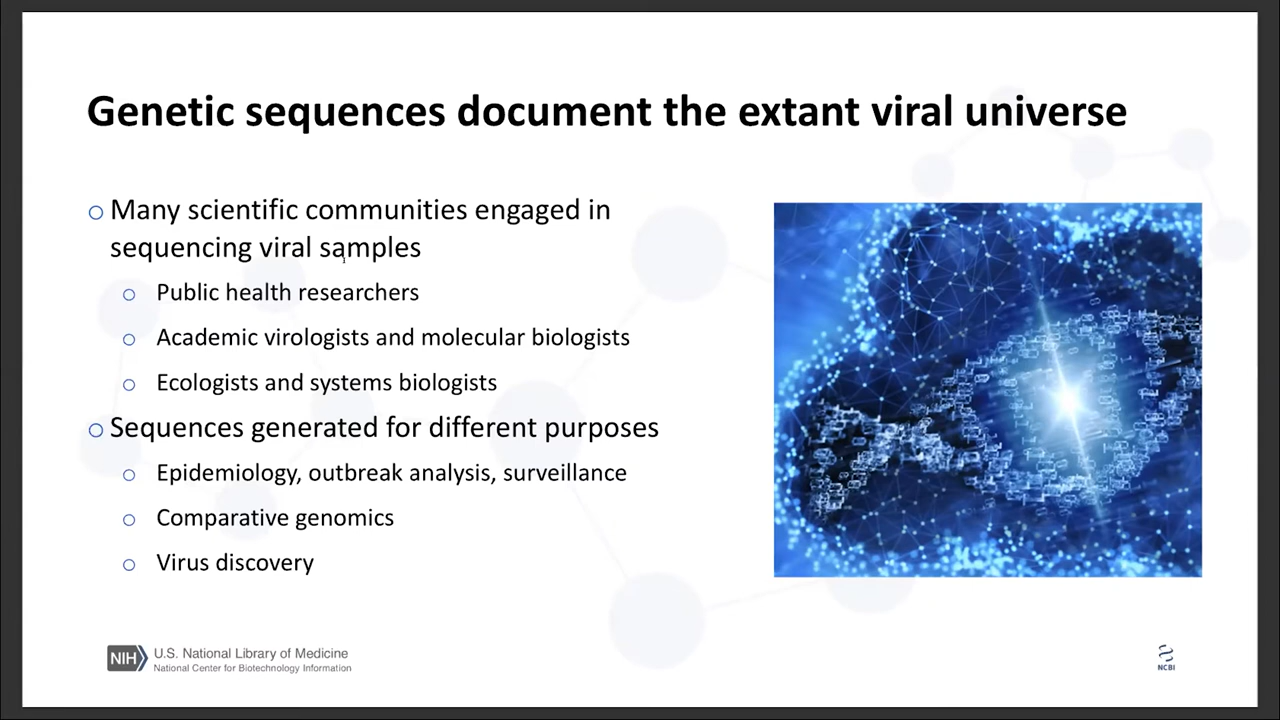 Genetic sequences document the extant viral universe
Many scientific communities engaged in
sequencing viral samples
Public health researchers
Academic virologists and molecular biologists
Ecologists and systems biologists
Sequences generated for different purposes
Epidemiology, outbreak analysis, surveillance
Comparative genomics
Virus discovery
NIH
U.S. National Library of Medicine
National Center for Biotechnology Information
NCBI